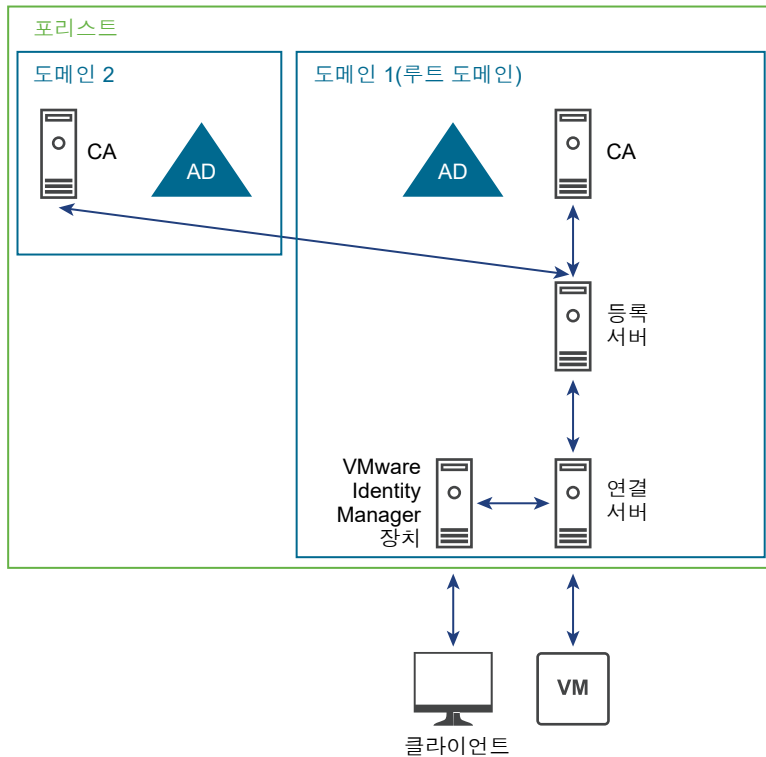 포리스트
도메인 2
CA
AD
도메인 1(루트 도메인)
AD
CA
등록
서버
VMware
Identity
Manager
장치
연결
서버
클라이언트
VM